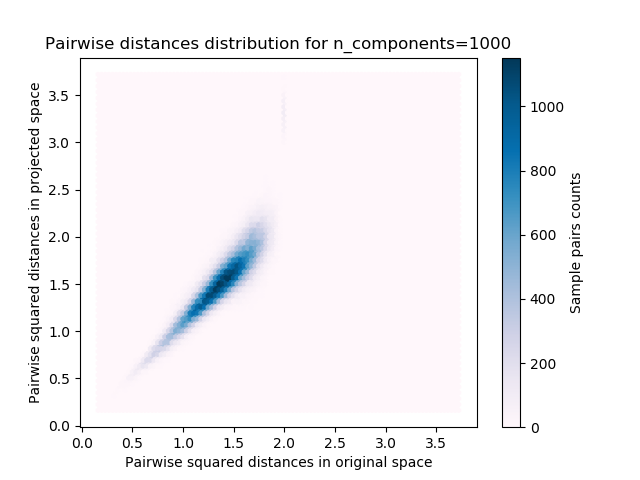 Pairwise distances distribution for n_components=1000
Pairwise squared distances in projected space
3.5
3.0
2.5
2.0
1.5
1.0
0.5
0.0
0.0 0.5 1.0 1.5 2.0 2.5 3.0 3.5
Pairwise squared distances in original space
1000
800
600
400
200
0
Sample pairs counts